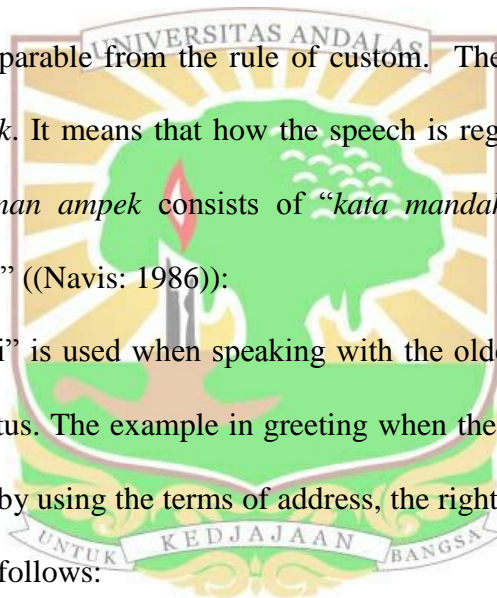 UNIVERSITAS ANDALAS
parable from the rule of custom. The
k. It means that how the speech is reg
nan ampek consists of “kata mandak
” ((Navis: 1986)):
i” is used when speaking with the olde
tus. The example in greeting when the
by using the terms of address, the right
follows:
UNTUK KEDJAJAAN BANGSA